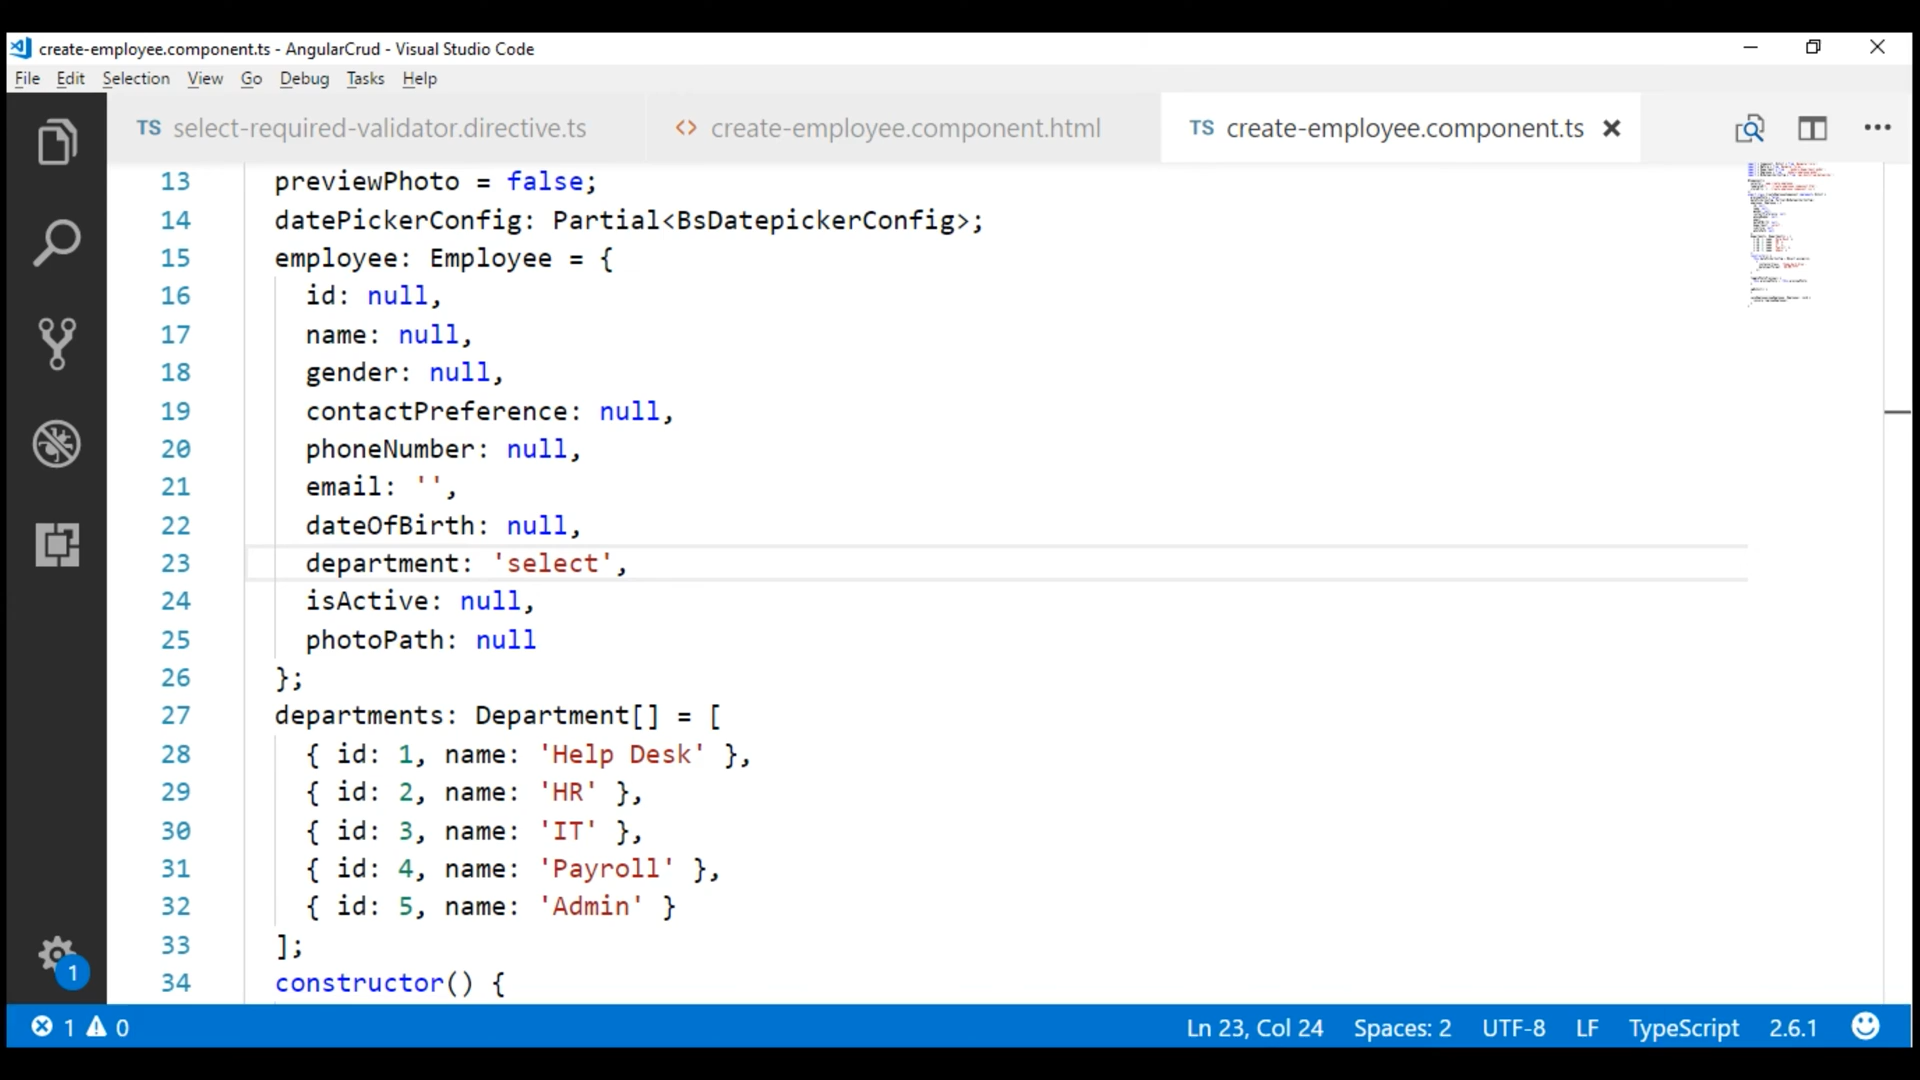 create-employee.component.ts - AngularCrud - Visual Studio Code
File Edit Selection View Go Debug Tasks Help
TS select-required-validator.directive.ts <> create-employee.component.html TS create-employee.component.ts
13 previewPhoto = false;
14 datePickerConfig: Partial<BsDatepickerConfig>;
15 employee: Employee = {
16 id: null,
17 name: null,
18 gender: null,
19 contactPreference: null,
20 phoneNumber: null,
21 email: '',
22 dateOfBirth: null,
23 department: 'select',
24 isActive: null,
25 photoPath: null
26 };
27 departments: Department[] = [
28 { id: 1, name: 'Help Desk' },
29 { id: 2, name: 'HR' },
30 { id: 3, name: 'IT' },
31 { id: 4, name: 'Payroll' },
32 { id: 5, name: 'Admin' }
33 ];
34 constructor() {
1
1 0 Ln 23, Col 24 Spaces: 2 UTF-8 LF TypeScript 2.6.1